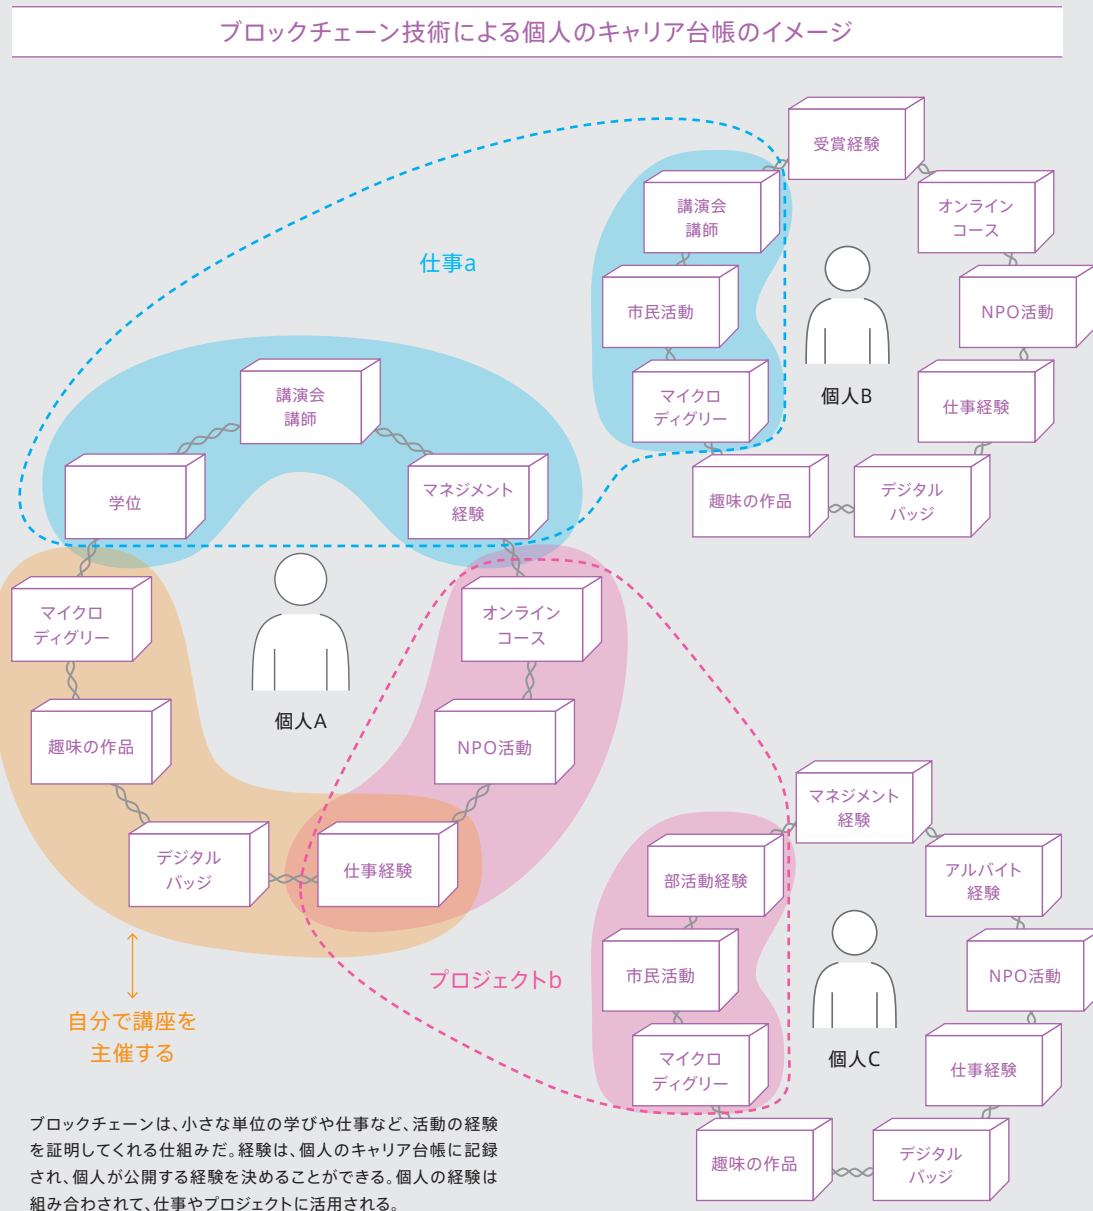 ブロックチェーン技術による個人のキャリア台帳のイメージ
仕事a
講演会
講師
学位
マネジメント
経験
マイクロ
ディグリー
オンライン
コース
個人A
趣味の作品
NPO活動
デジタル
バッジ
仕事経験
自分で講座を
主催する
受賞経験
講演会
講師
オンライン
コース
市民活動
NPO活動
個人B
マイクロ
ディグリー
仕事経験
趣味の作品
デジタル
バッジ
プロジェクトb
マネジメント
経験
部活動経験
アルバイト
経験
市民活動
NPO活動
個人C
マイクロ
ディグリー
仕事経験
趣味の作品
デジタル
バッジ
ブロックチェーンは、小さな単位の学びや仕事など、活動の経験
を証明してくれる仕組みだ。経験は、個人のキャリア台帳に記録
され、個人が公開する経験を決めることができる。個人の経験は
組み合わされて、仕事やプロジェクトに活用される。